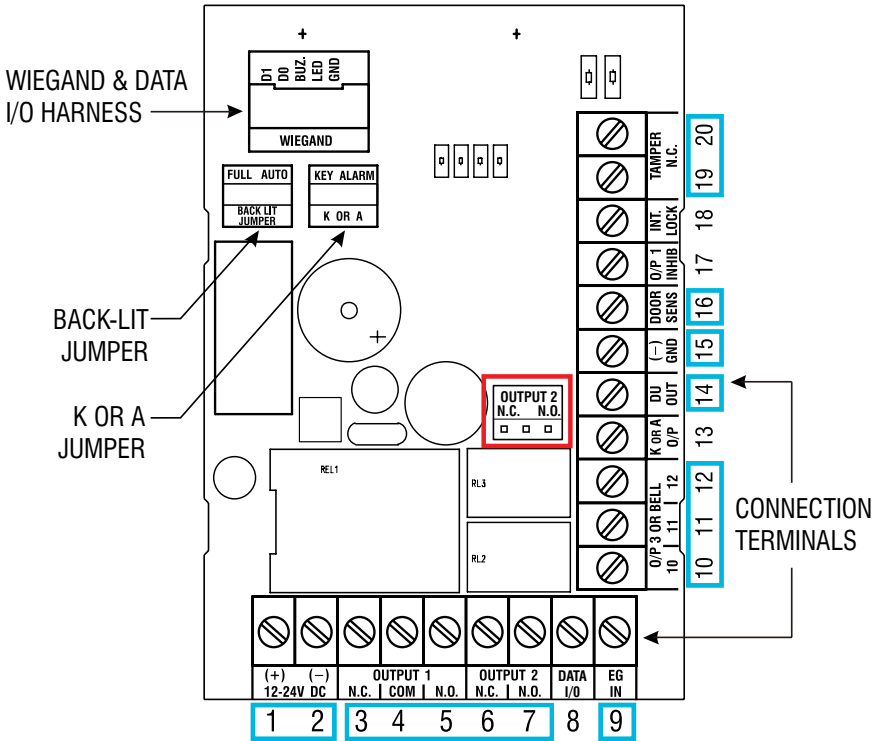 WIEGAND & DATA
I/O HARNESS
D1
D0
BUZ.
LED
GND
WIEGAND
FULL AUTO
BACK LIT
JUMPER
KEY ALARM
K OR A
BACK-LIT
JUMPER
K OR A
JUMPER
+
OUTPUT 2
N.C. N.O.
REL1
RL3
RL2
TAMPER
N.C.
20
19
INT.
LOCK
18
O/P 1
INHIB
17
DOOR
SENS
16
(–)
GND
15
DU
OUT
14
K OR A
O/P
13
O/P 3 OR BELL
12
11
10
12
11
10
CONNECTION
TERMINALS
(+) (–)
12-24V DC
OUTPUT 1
N.C. COM N.O.
OUTPUT 2
N.C. N.O.
DATA
I/O
EG
IN
1 2 3 4 5 6 7 8 9